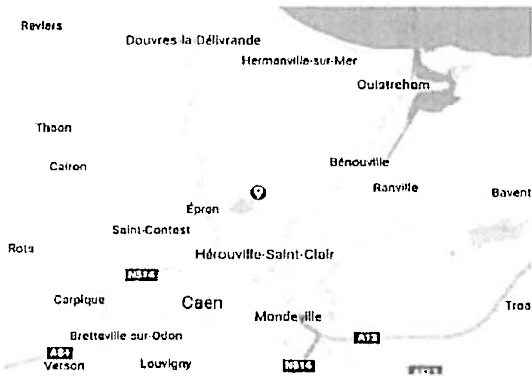 Reviers
Douvres-la-Délivrande
Hermanville-sur-Mer
Ouistreham
Thaon
Cairon
Bénouville
Ranville
Bavent
Épron
Saint-Contest
Rots
Hérouville-Saint-Clair
N814
Carpiquet
Caen
Mondeville
Troa
A13
Bretteville-sur-Odon
A84
Verson
Louvigny
N814